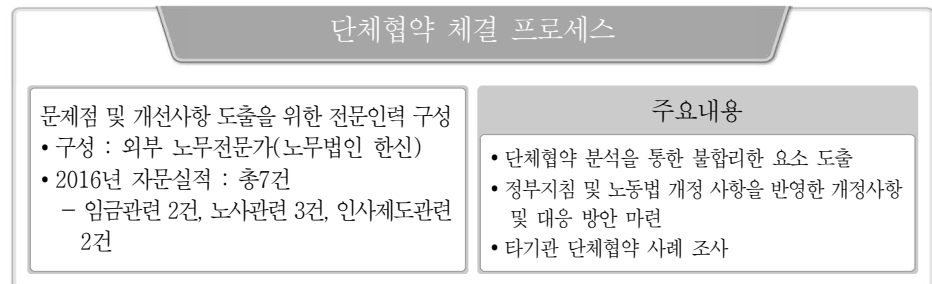 단체협약 체결 프로세스
문제점 및 개선사항 도출을 위한 전문인력 구성
• 구성 : 외부 노무전문가(노무법인 한신)
• 2016년 자문실적 : 총7건
− 임금관련 2건, 노사관련 3건, 인사제도관련
2건
주요내용
• 단체협약 분석을 통한 불합리한 요소 도출
• 정부지침 및 노동법 개정 사항을 반영한 개정사항
및 대응 방안 마련
• 타기관 단체협약 사례 조사